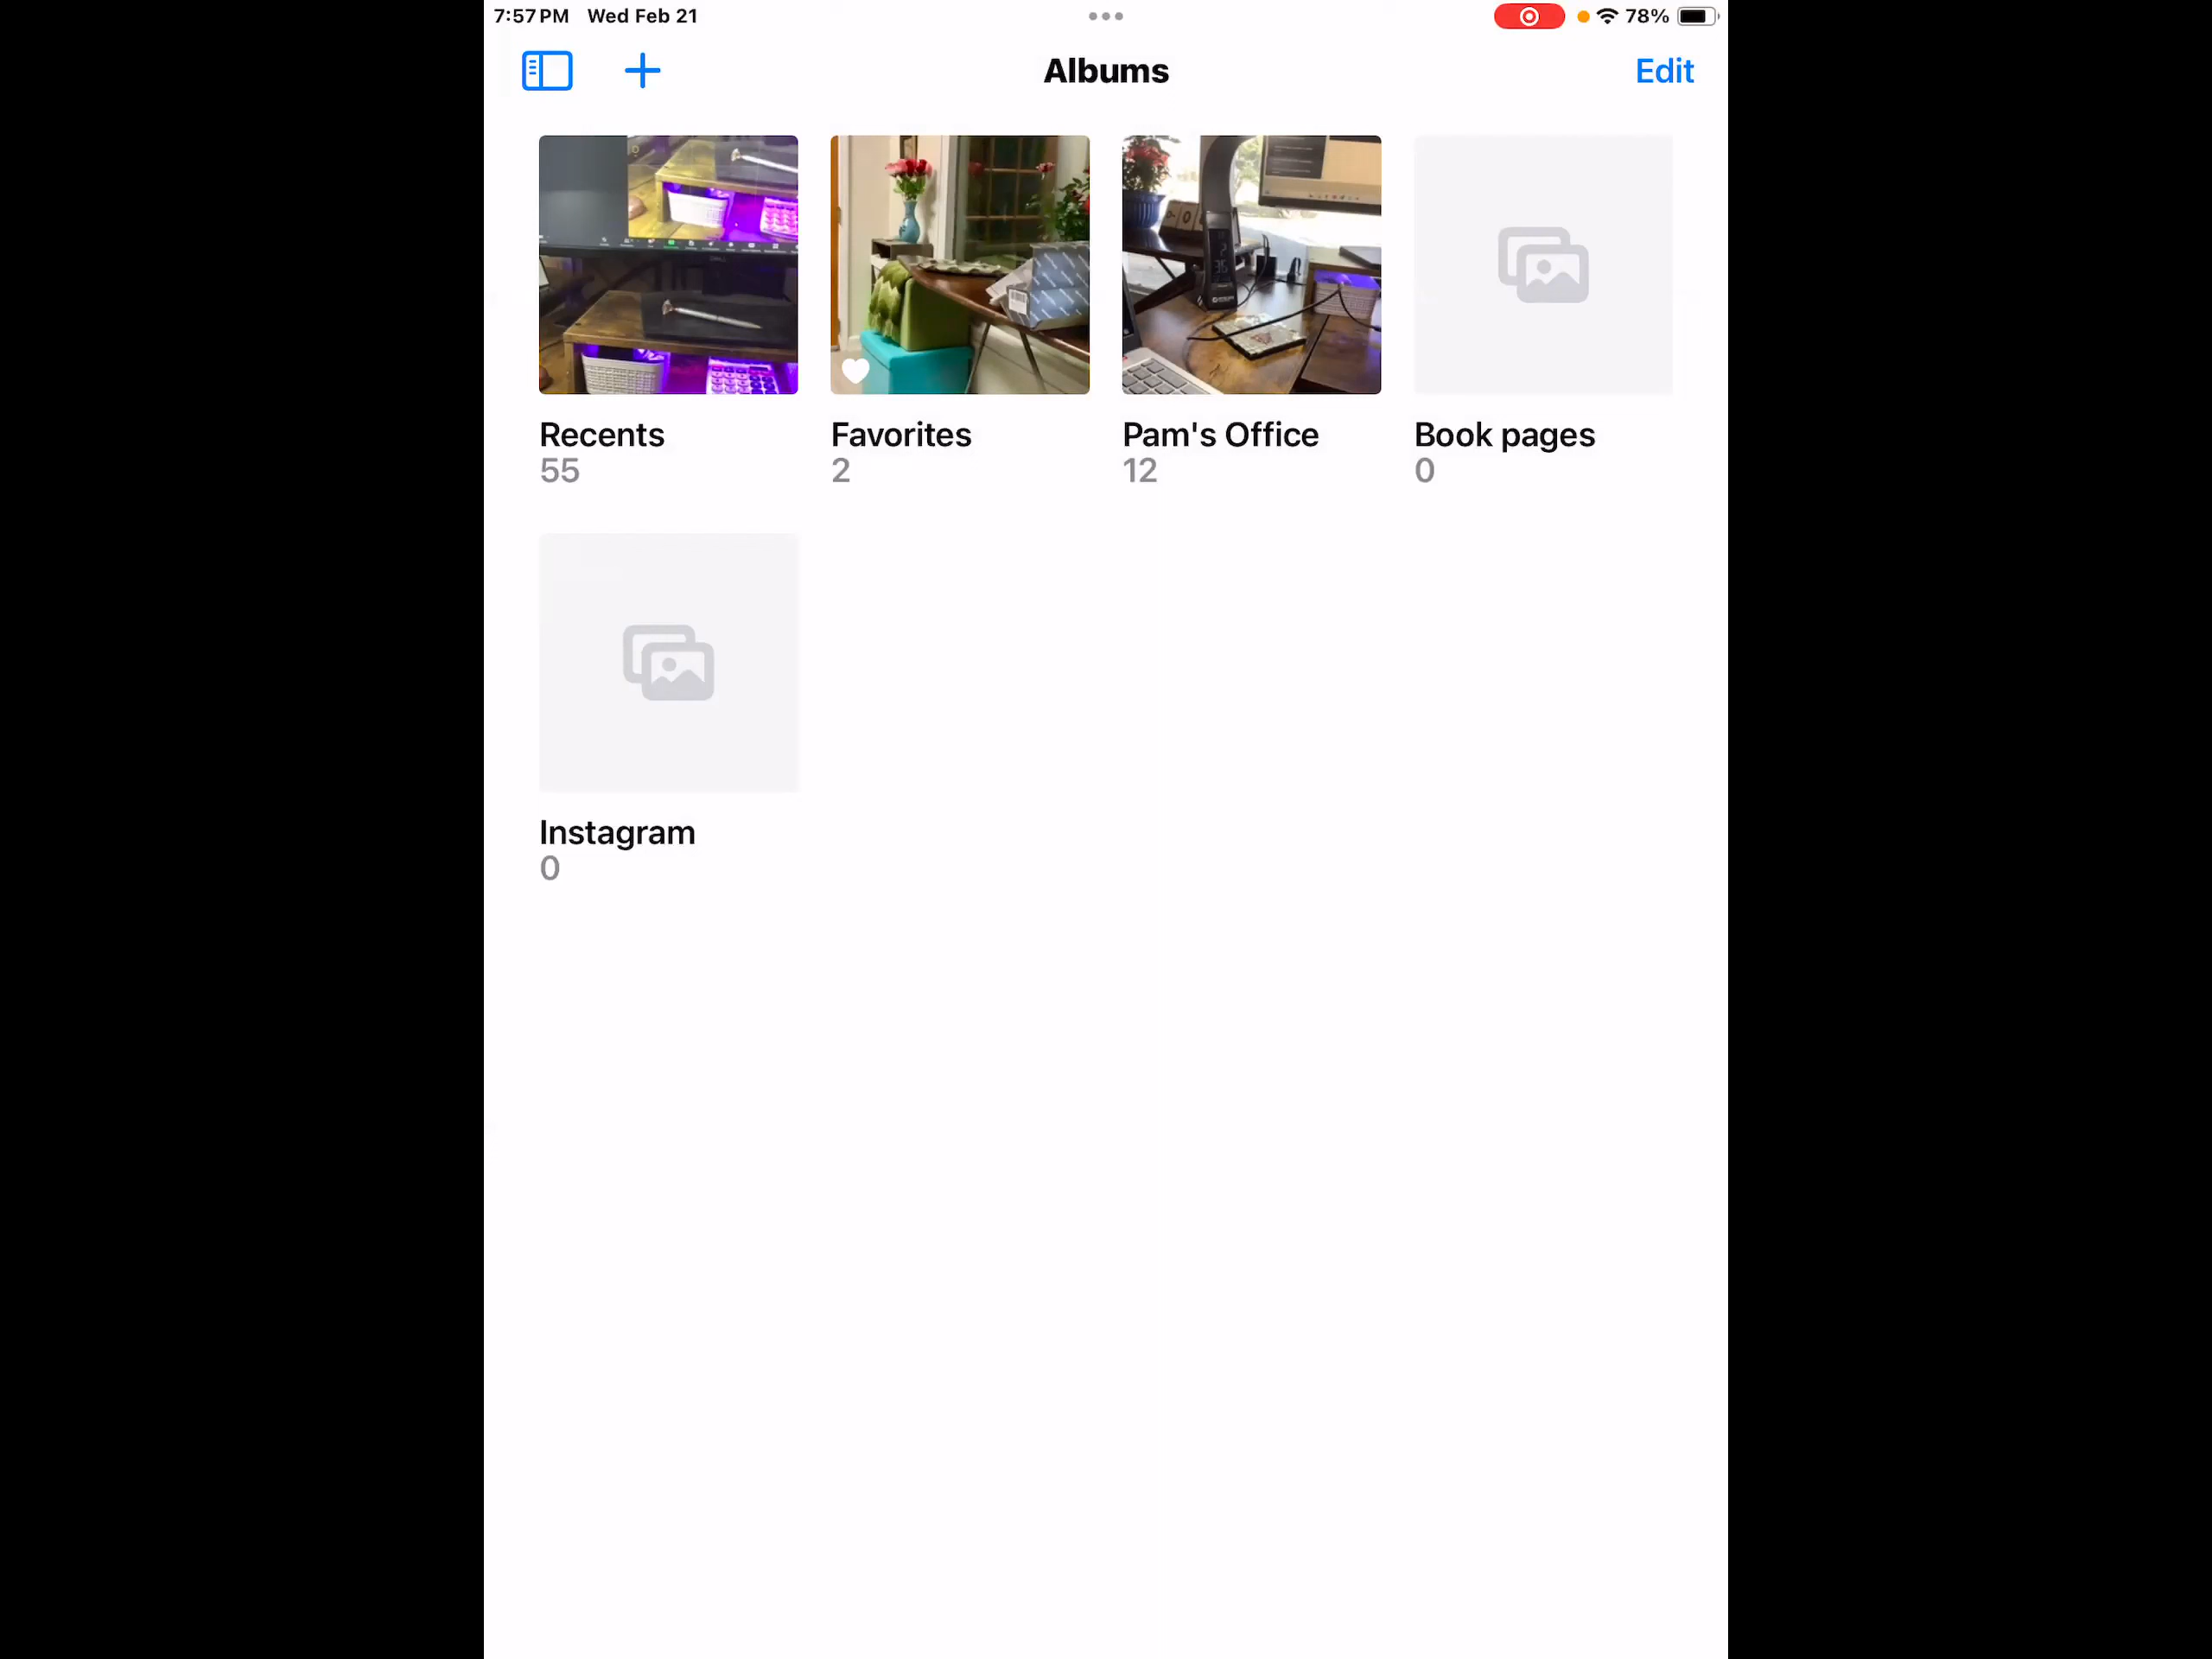 7:57 PM Wed Feb 21
78%
Albums
Edit
Recents
55
Favorites
2
Pam's Office
12
Book pages
0
Instagram
0